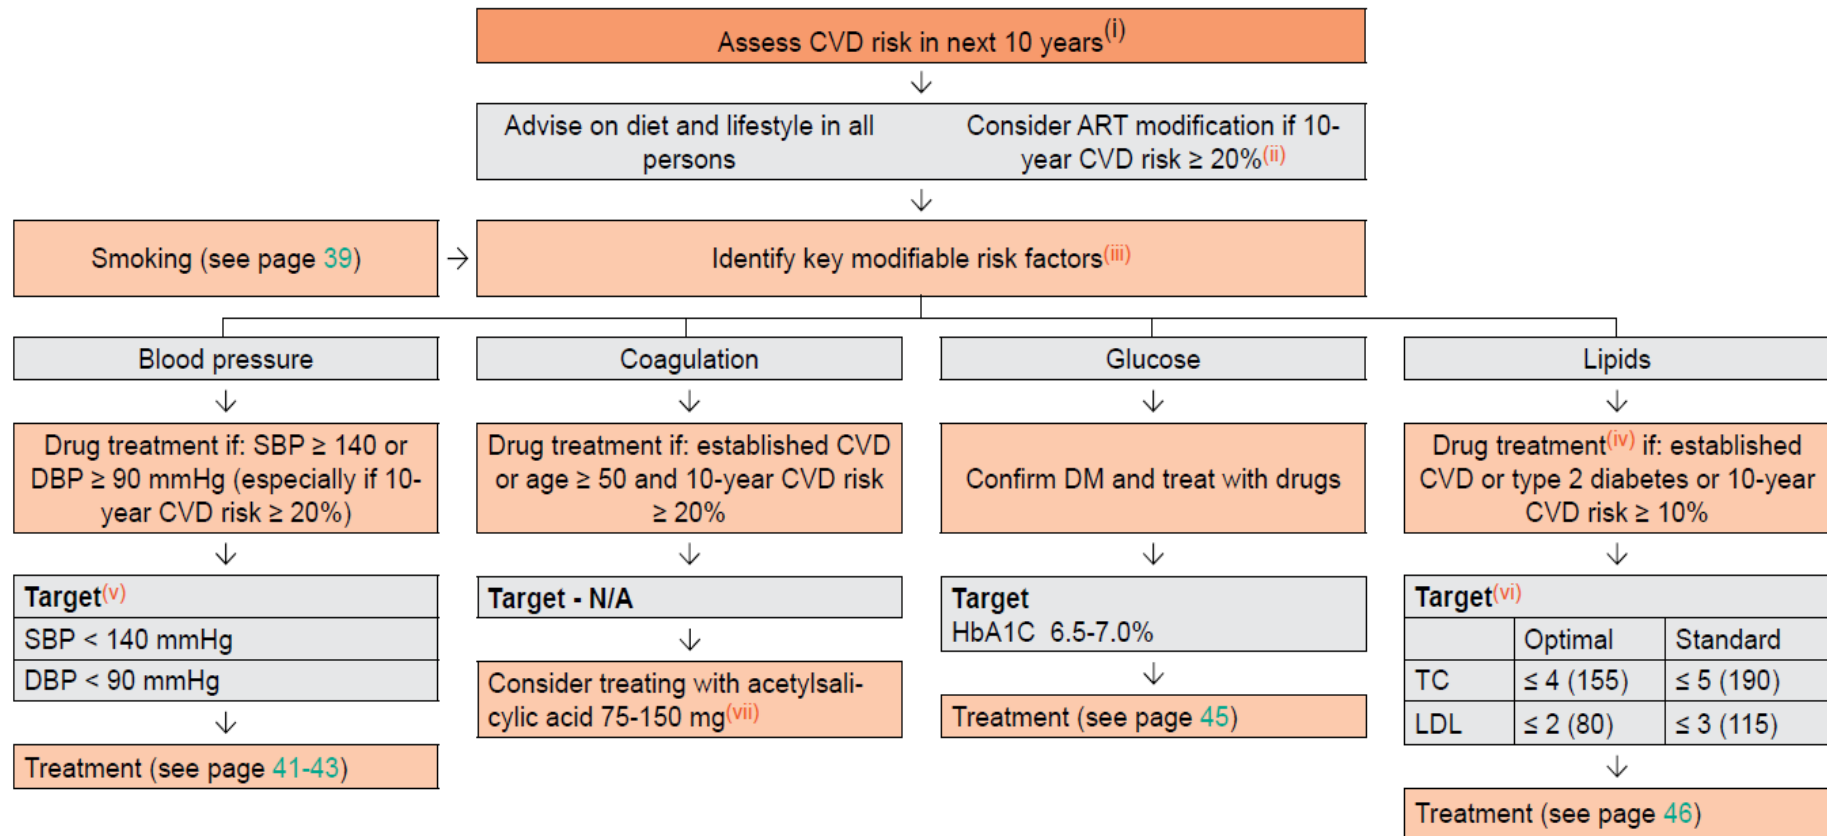 Assess CVD risk in next 10 years(i)
Advise on diet and lifestyle in all
persons
Consider ART modification if 10-
year CVD risk ≥ 20%(ii)
Smoking (see page 39)
Identify key modifiable risk factors(iii)
Blood pressure
Drug treatment if: SBP ≥ 140 or
DBP ≥ 90 mmHg (especially if 10-
year CVD risk ≥ 20%)
Target(v)
SBP < 140 mmHg
DBP < 90 mmHg
Treatment (see page 41-43)
Coagulation
Drug treatment if: established CVD
or age ≥ 50 and 10-year CVD risk
≥ 20%
Target - N/A
Consider treating with acetylsali-
cylic acid 75-150 mg(vii)
Glucose
Confirm DM and treat with drugs
Target
HbA1C 6.5-7.0%
Treatment (see page 45)
Lipids
Drug treatment(iv) if: established
CVD or type 2 diabetes or 10-year
CVD risk ≥ 10%
Target(vi)
Optimal Standard
TC ≤ 4 (155) ≤ 5 (190)
LDL ≤ 2 (80) ≤ 3 (115)
Treatment (see page 46)